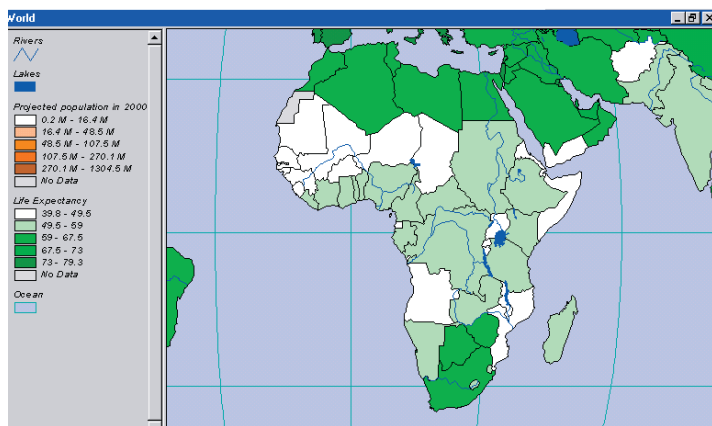 World
Rivers
Lakes
Projected population in 2000
0.2 M - 16.4 M
16.4 M - 48.5 M
48.5 M - 107.5 M
107.5 M - 270.1 M
270.1 M - 1304.5 M
No Data
Life Expectancy
39.8 - 49.5
49.5 - 59
59 - 67.5
67.5 - 73
73 - 79.3
No Data
Ocean